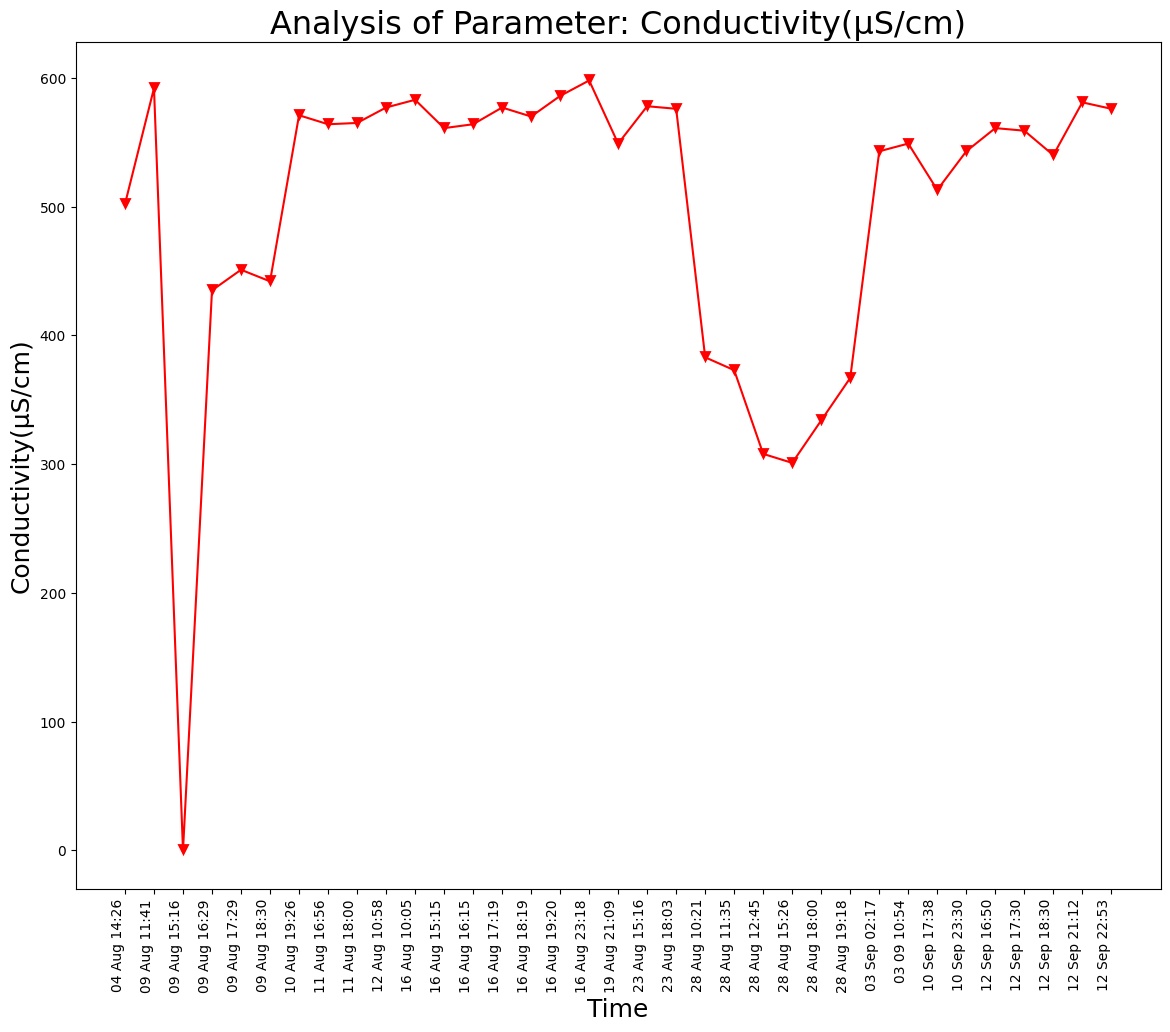 Analysis of Parameter: Conductivity(μS/cm)
Conductivity(μS/cm)
600
500
400
300
200
100
0
04 Aug 14:26
09 Aug 11:41
09 Aug 15:16
09 Aug 16:29
09 Aug 17:29
09 Aug 18:30
10 Aug 19:26
11 Aug 16:56
11 Aug 18:00
12 Aug 10:58
16 Aug 10:05
16 Aug 15:15
16 Aug 16:15
16 Aug 17:19
16 Aug 18:19
16 Aug 19:20
16 Aug 23:18
19 Aug 21:09
23 Aug 15:16
23 Aug 18:03
28 Aug 10:21
28 Aug 11:35
28 Aug 12:45
28 Aug 15:26
28 Aug 18:00
28 Aug 19:18
03 Sep 02:17
03 09 10:54
10 Sep 17:38
10 Sep 23:30
12 Sep 16:50
12 Sep 17:30
12 Sep 18:30
12 Sep 21:12
12 Sep 22:53
Time